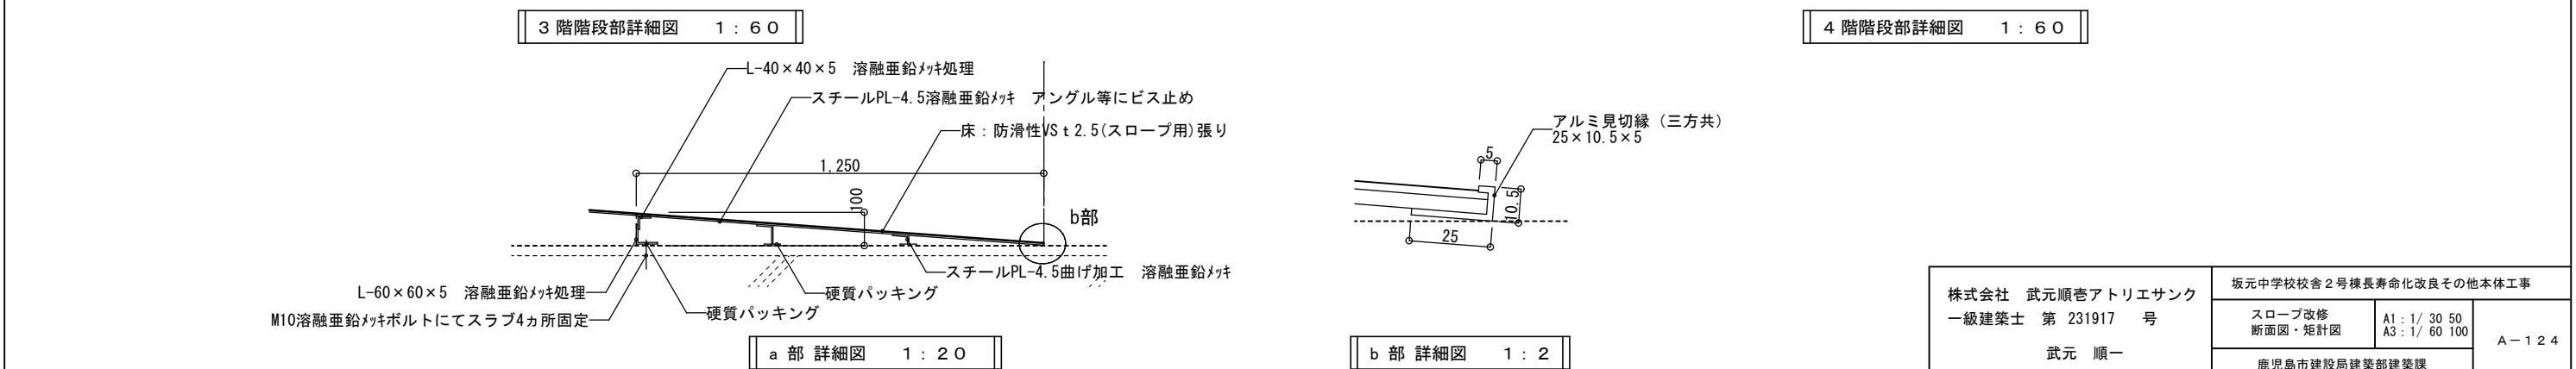 3階階段部詳細図　1：60
4階階段部詳細図　1：60
L-40×40×5　溶融亜鉛ﾒｯｷ処理
スチールPL-4.5溶融亜鉛ﾒｯｷ　アングル等にビス止め
床：防滑性VSｔ2.5(スロープ用)張り
1,250
100
b部
スチールPL-4.5曲げ加工　溶融亜鉛ﾒｯｷ
L-60×60×5　溶融亜鉛ﾒｯｷ処理
硬質パッキング
硬質パッキング
M10溶融亜鉛ﾒｯｷボルトにてスラブ4ヵ所固定
a 部 詳細図　1：20
アルミ見切縁（三方共）
25×10.5×5
5
10.5
25
b 部 詳細図　1：2
株式会社　武元順壱アトリエサンク
一級建築士　第 231917　号
武元　順一
坂元中学校校舎２号棟長寿命化改良その他本体工事
スロープ改修
断面図・矩計図
A1：1/ 30 50
A3：1/ 60 100
A－124
鹿児島市建設局建築部建築課